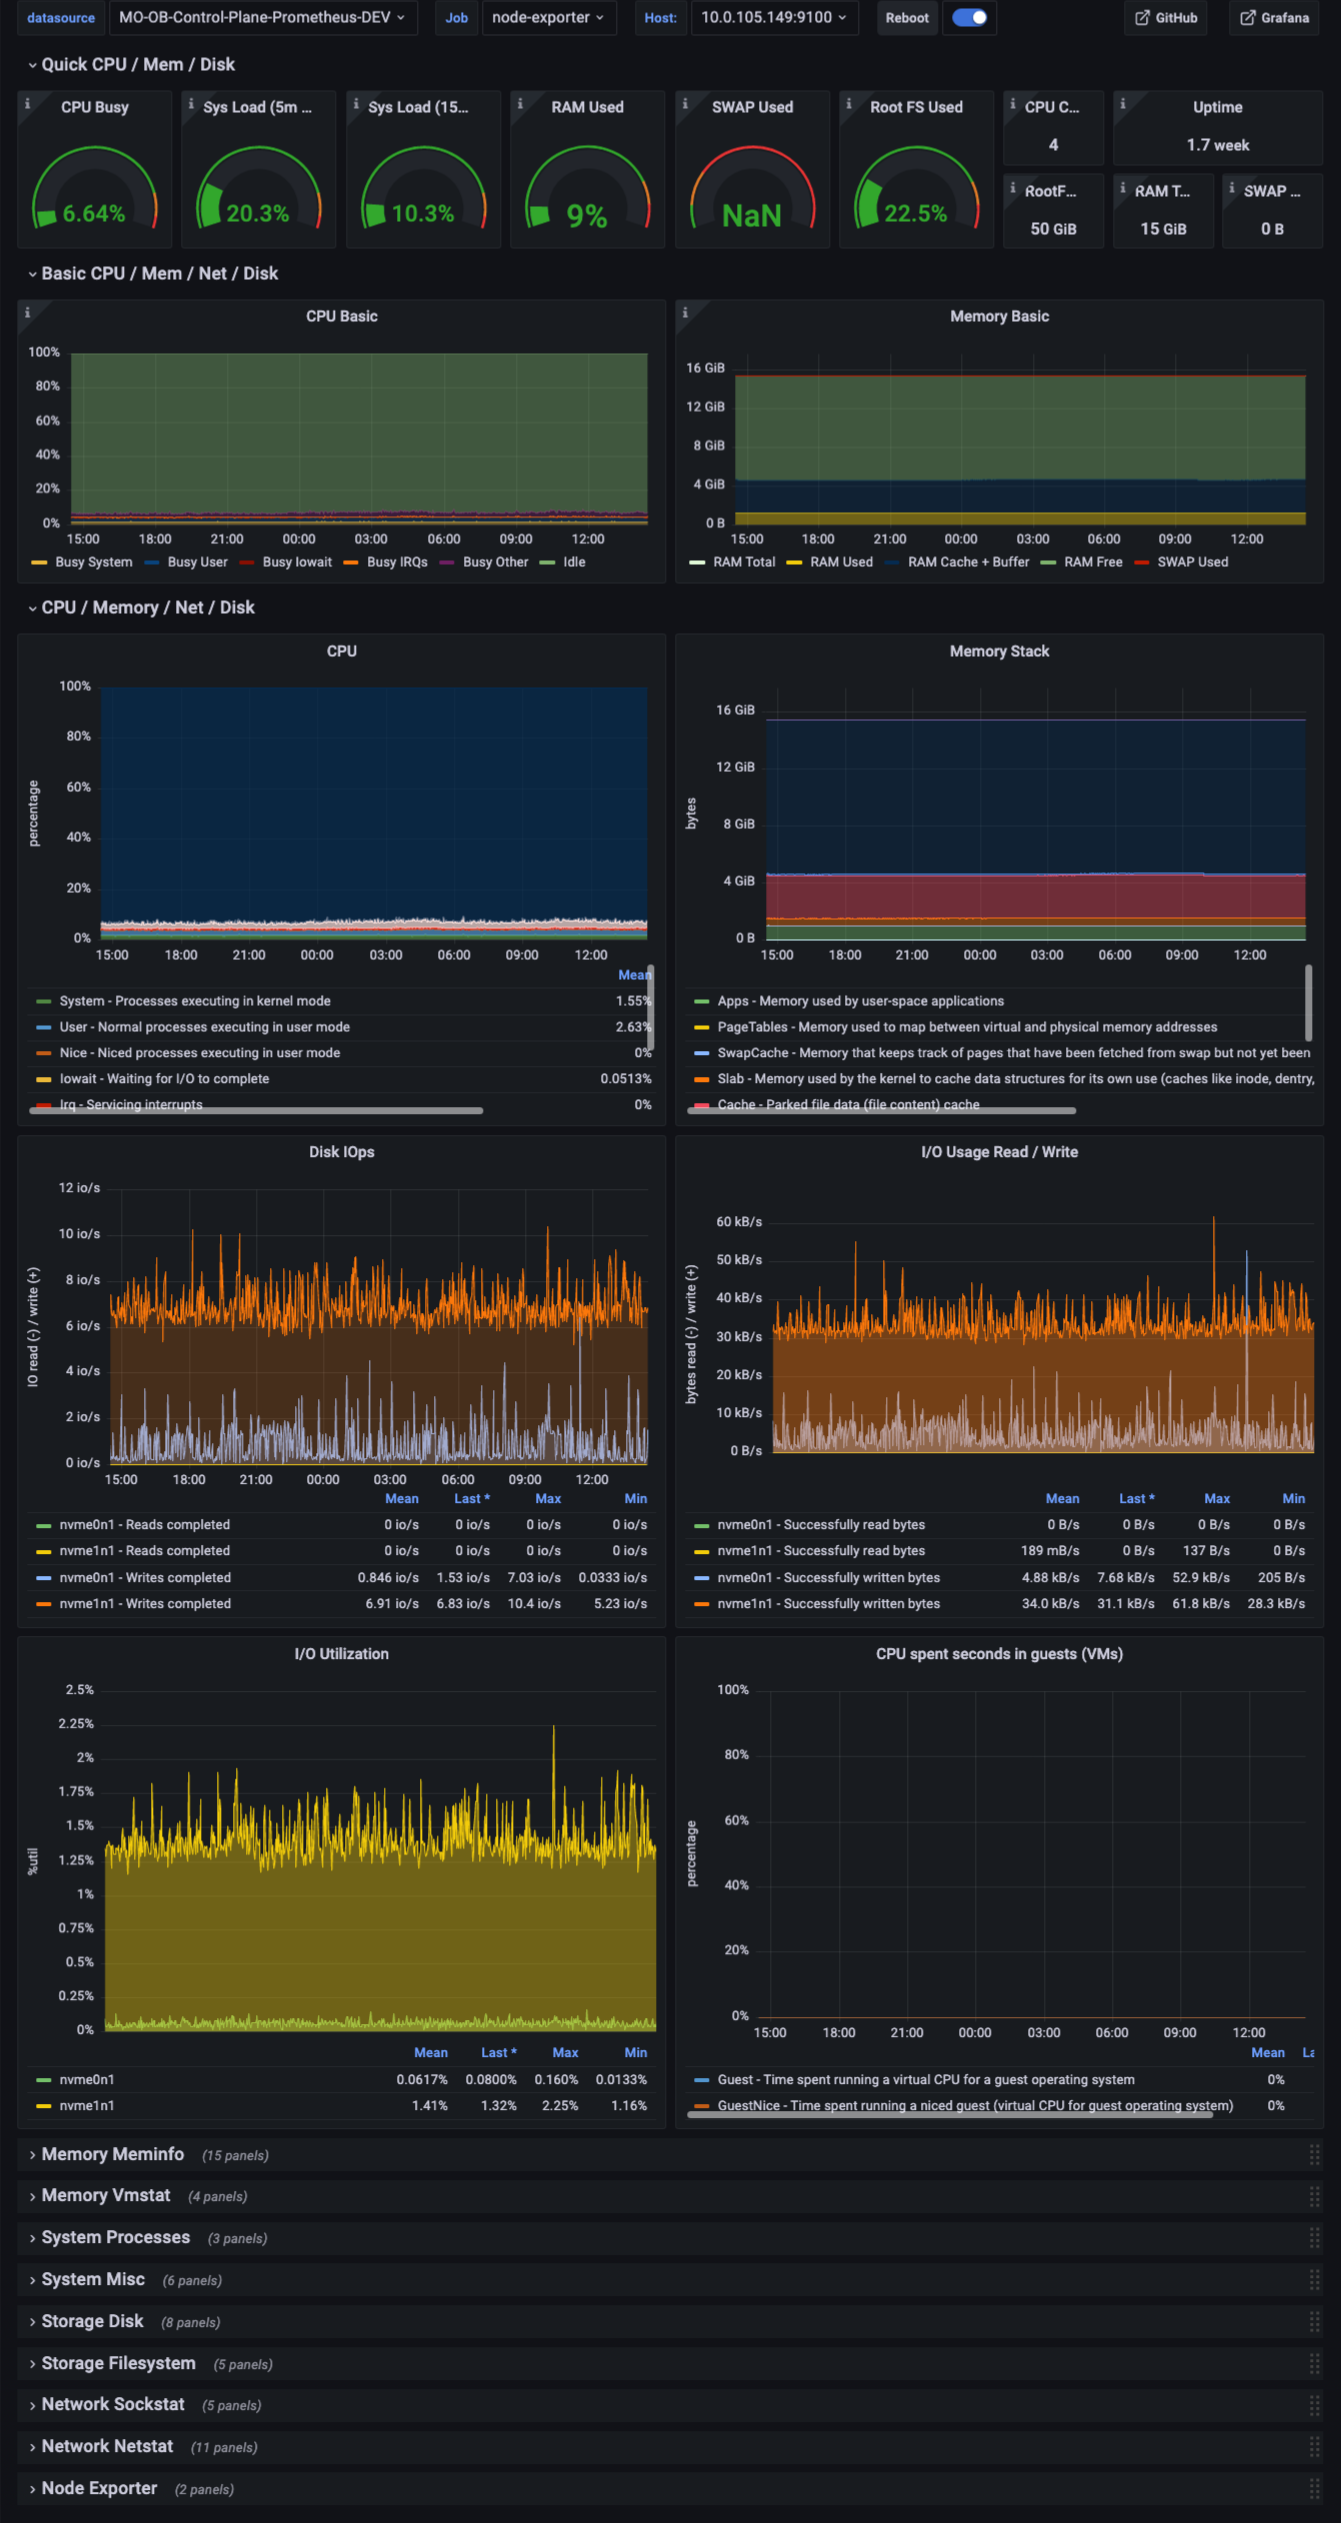 datasource MO-OB-Control-Plane-Prometheus-DEV Job node-exporter Host: 10.0.105.149:9100 Reboot GitHub Grafana
Quick CPU / Mem / Disk
CPU Busy
6.64%
Sys Load (5m ...
20.3%
Sys Load (15...
10.3%
RAM Used
9%
SWAP Used
NaN
Root FS Used
22.5%
CPU C...
4
Uptime
1.7 week
RootF...
50 GiB
RAM T...
15 GiB
SWAP ...
0 B
Basic CPU / Mem / Net / Disk
CPU Basic
100%
80%
60%
40%
20%
0%
15:00 18:00 21:00 00:00 03:00 06:00 09:00 12:00
Busy System Busy User Busy Iowait Busy IRQs Busy Other Idle
Memory Basic
16 GiB
12 GiB
8 GiB
4 GiB
0 B
15:00 18:00 21:00 00:00 03:00 06:00 09:00 12:00
RAM Total RAM Used RAM Cache + Buffer RAM Free SWAP Used
CPU / Memory / Net / Disk
CPU
percentage
100%
80%
60%
40%
20%
0%
15:00 18:00 21:00 00:00 03:00 06:00 09:00 12:00
Mean
System - Processes executing in kernel mode 1.55%
User - Normal processes executing in user mode 2.63%
Nice - Niced processes executing in user mode 0%
Iowait - Waiting for I/O to complete 0.0513%
Irq - Servicing interrupts 0%
Memory Stack
bytes
16 GiB
12 GiB
8 GiB
4 GiB
0 B
15:00 18:00 21:00 00:00 03:00 06:00 09:00 12:00
Apps - Memory used by user-space applications
PageTables - Memory used to map between virtual and physical memory addresses
SwapCache - Memory that keeps track of pages that have been fetched from swap but not yet been
Slab - Memory used by the kernel to cache data structures for its own use (caches like inode, dentry,
Cache - Parked file data (file content) cache
Disk IOps
IO read (-) / write (+)
12 io/s
10 io/s
8 io/s
6 io/s
4 io/s
2 io/s
0 io/s
15:00 18:00 21:00 00:00 03:00 06:00 09:00 12:00
Mean Last * Max Min
nvme0n1 - Reads completed 0 io/s 0 io/s 0 io/s 0 io/s
nvme1n1 - Reads completed 0 io/s 0 io/s 0 io/s 0 io/s
nvme0n1 - Writes completed 0.846 io/s 1.53 io/s 7.03 io/s 0.0333 io/s
nvme1n1 - Writes completed 6.91 io/s 6.83 io/s 10.4 io/s 5.23 io/s
I/O Usage Read / Write
bytes read (-) / write (+)
60 kB/s
50 kB/s
40 kB/s
30 kB/s
20 kB/s
10 kB/s
0 B/s
Mean Last * Max Min
nvme0n1 - Successfully read bytes 0 B/s 0 B/s 0 B/s 0 B/s
nvme1n1 - Successfully read bytes 189 mB/s 0 B/s 137 B/s 0 B/s
nvme0n1 - Successfully written bytes 4.88 kB/s 7.68 kB/s 52.9 kB/s 205 B/s
nvme1n1 - Successfully written bytes 34.0 kB/s 31.1 kB/s 61.8 kB/s 28.3 kB/s
I/O Utilization
%util
2.5%
2.25%
2%
1.75%
1.5%
1.25%
1%
0.75%
0.5%
0.25%
0%
Mean Last * Max Min
nvme0n1 0.0617% 0.0800% 0.160% 0.0133%
nvme1n1 1.41% 1.32% 2.25% 1.16%
CPU spent seconds in guests (VMs)
percentage
100%
80%
60%
40%
20%
0%
15:00 18:00 21:00 00:00 03:00 06:00 09:00 12:00
Mean La
Guest - Time spent running a virtual CPU for a guest operating system 0%
GuestNice - Time spent running a niced guest (virtual CPU for guest operating system) 0%
Memory Meminfo (15 panels)
Memory Vmstat (4 panels)
System Processes (3 panels)
System Misc (6 panels)
Storage Disk (8 panels)
Storage Filesystem (5 panels)
Network Sockstat (5 panels)
Network Netstat (11 panels)
Node Exporter (2 panels)